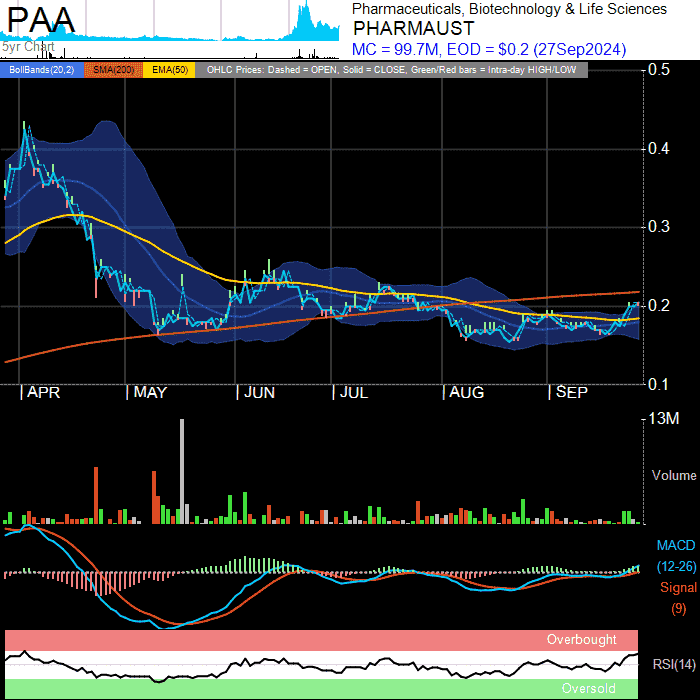 PAA
5yr Chart
Pharmaceuticals, Biotechnology & Life Sciences
PHARMAUST
MC = 99.7M, EOD = $0.2 (27Sep2024)
BollBands(20,2) SMA(200) EMA(50) OHLC Prices: Dashed = OPEN, Solid = CLOSE, Green/Red bars = Intra-day HIGH/LOW
0.5
0.4
0.3
0.2
0.1
APR MAY JUN JUL AUG SEP
13M
Volume
MACD
(12-26)
Signal
(9)
Overbought
RSI(14)
Oversold